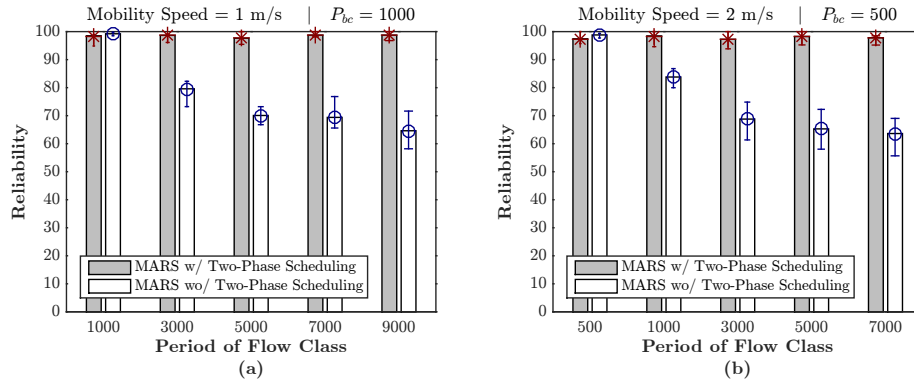 Mobility Speed = 1 m/s | P_bc = 1000
100
90
80
70
60
50
40
30
20
10
0
Reliability
MARS w/ Two-Phase Scheduling
MARS wo/ Two-Phase Scheduling
1000 3000 5000 7000 9000
Period of Flow Class
(a)
Mobility Speed = 2 m/s | P_bc = 500
100
90
80
70
60
50
40
30
20
10
0
Reliability
MARS w/ Two-Phase Scheduling
MARS wo/ Two-Phase Scheduling
500 1000 3000 5000 7000
Period of Flow Class
(b)